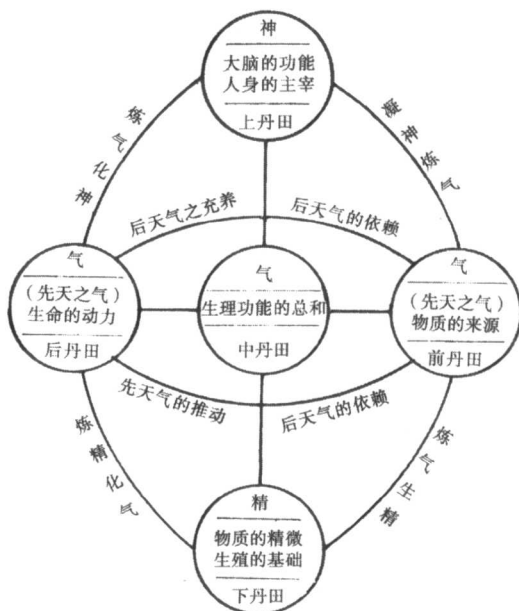 神
大脑的功能
人身的主宰
上丹田
炼气化神
凝神炼气
后天气之充养
后天气的依赖
气
(先天之气)
生命的动力
后丹田
气
生理功能的总和
中丹田
气
(先天之气)
物质的来源
前丹田
先天气的推动
后天气的依赖
炼精化气
炼气生精
精
物质的精微
生殖的基础
下丹田